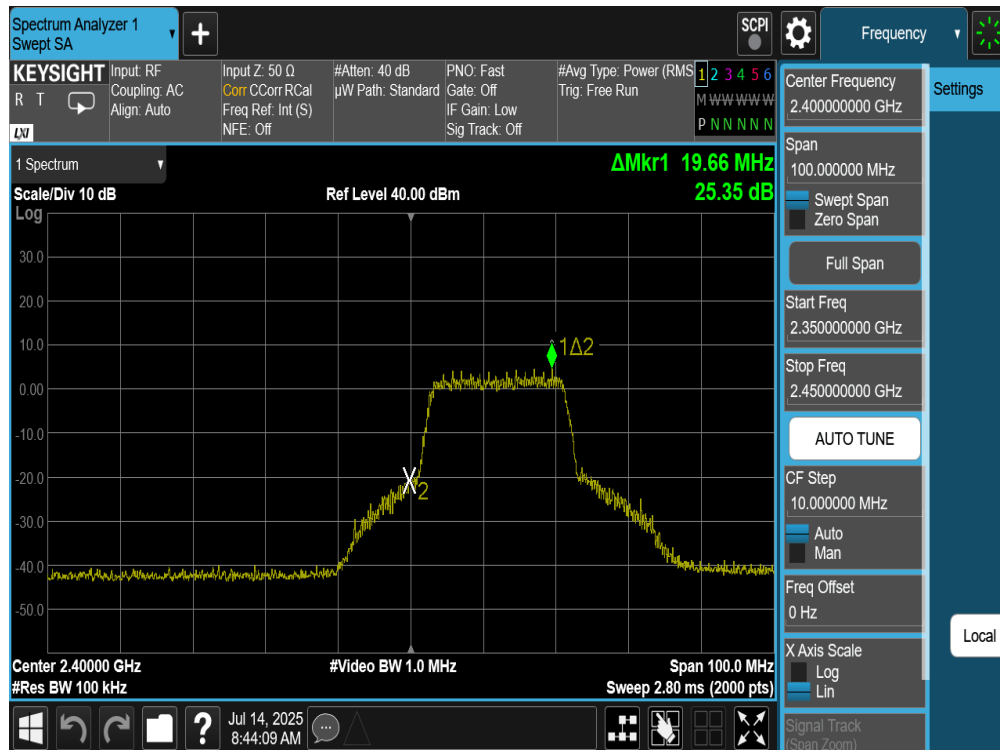 Spectrum Analyzer 1
Swept SA
+
SCPI
Frequency
KEYSIGHT
R T
LXI
Input: RF
Coupling: AC
Align: Auto
Input Z: 50 Ω
Corr CCorr RCal
Freq Ref: Int (S)
NFE: Off
#Atten: 40 dB
µW Path: Standard
PNO: Fast
Gate: Off
IF Gain: Low
Sig Track: Off
#Avg Type: Power (RMS
Trig: Free Run
1 2 3 4 5 6
M W W W W W
P N N N N N
1 Spectrum
ΔMkr1 19.66 MHz
25.35 dB
Scale/Div 10 dB
Ref Level 40.00 dBm
Log
30.0
20.0
10.0
0.00
-10.0
-20.0
-30.0
-40.0
-50.0
1Δ2
2
Center 2.40000 GHz
#Video BW 1.0 MHz
Span 100.0 MHz
#Res BW 100 kHz
Sweep 2.80 ms (2000 pts)
Center Frequency
2.400000000 GHz
Span
100.000000 MHz
Swept Span
Zero Span
Full Span
Start Freq
2.350000000 GHz
Stop Freq
2.450000000 GHz
AUTO TUNE
CF Step
10.000000 MHz
Auto
Man
Freq Offset
0 Hz
X Axis Scale
Log
Lin
Signal Track
(Span Zoom)
Settings
Local
?
Jul 14, 2025
8:44:09 AM